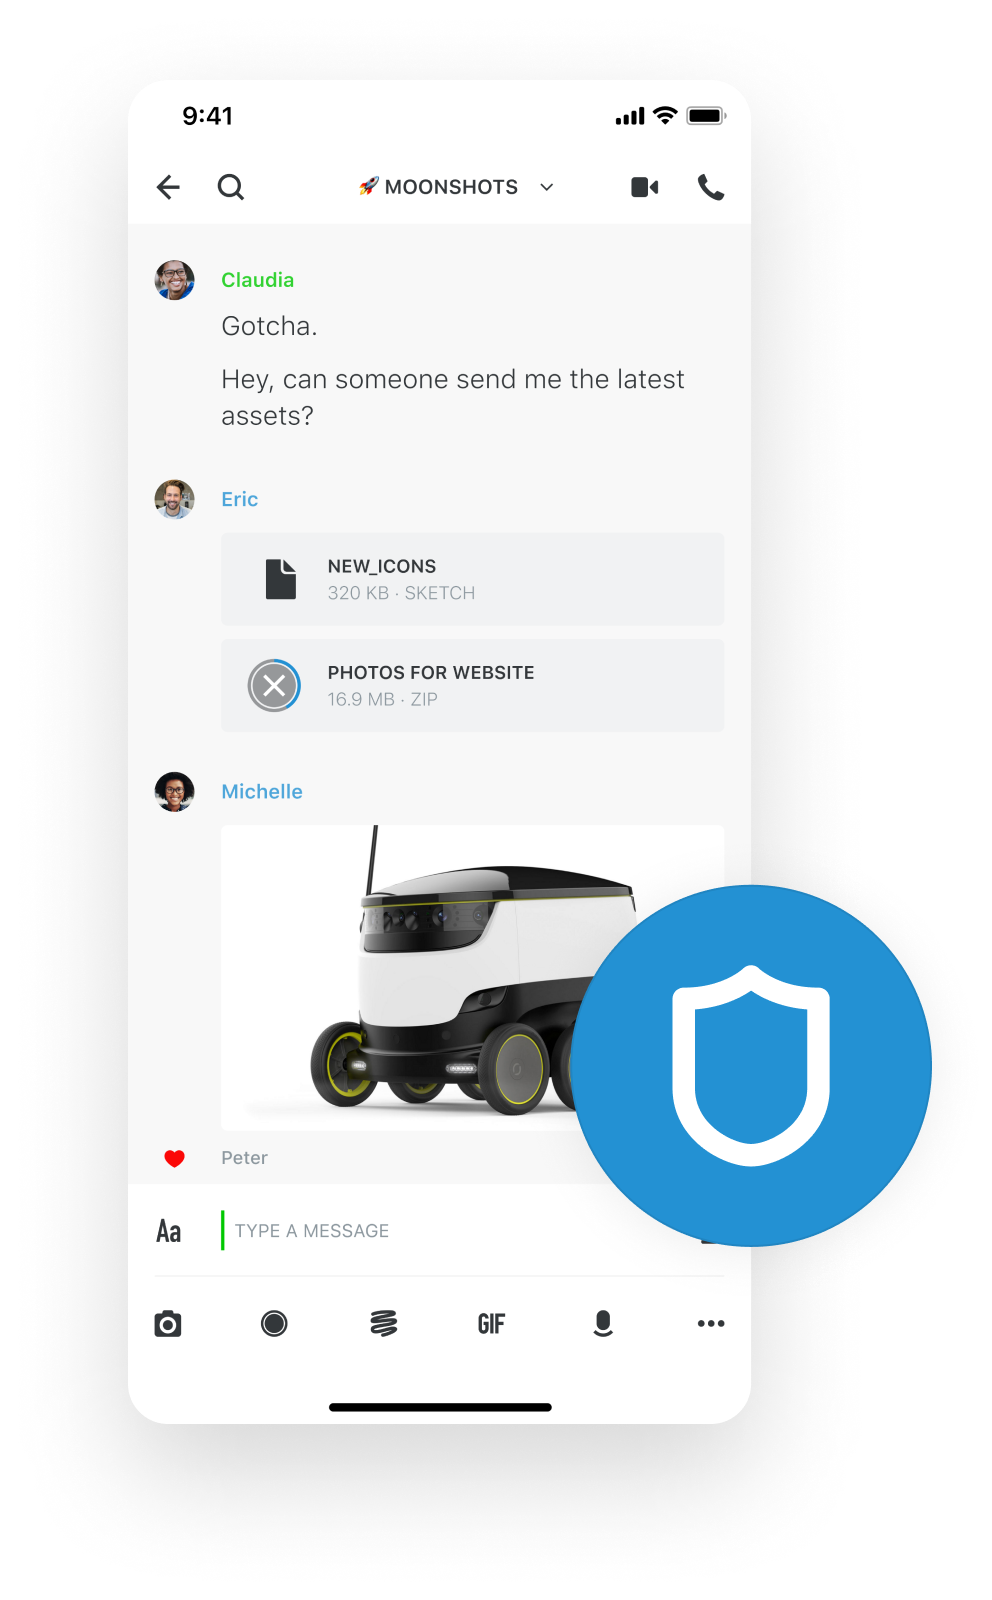 9:41
🚀 MOONSHOTS
Claudia
Gotcha.
Hey, can someone send me the latest
assets?
Eric
NEW_ICONS
320 KB · SKETCH
PHOTOS FOR WEBSITE
16.9 MB · ZIP
Michelle
Peter
Aa
TYPE A MESSAGE
GIF